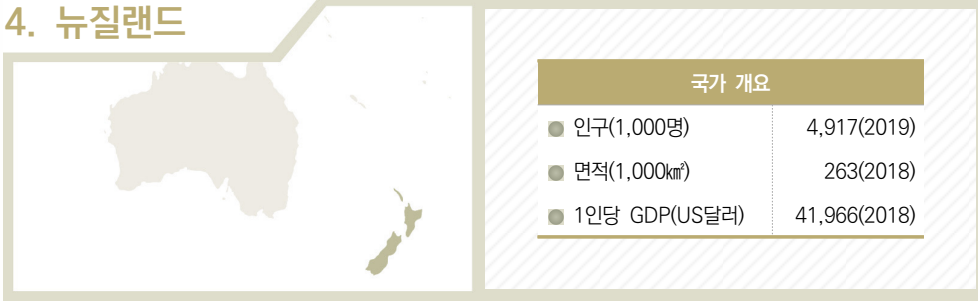 4. 뉴질랜드
국가 개요
인구(1,000명) 4,917(2019)
면적(1,000㎢) 263(2018)
1인당 GDP(US달러) 41,966(2018)